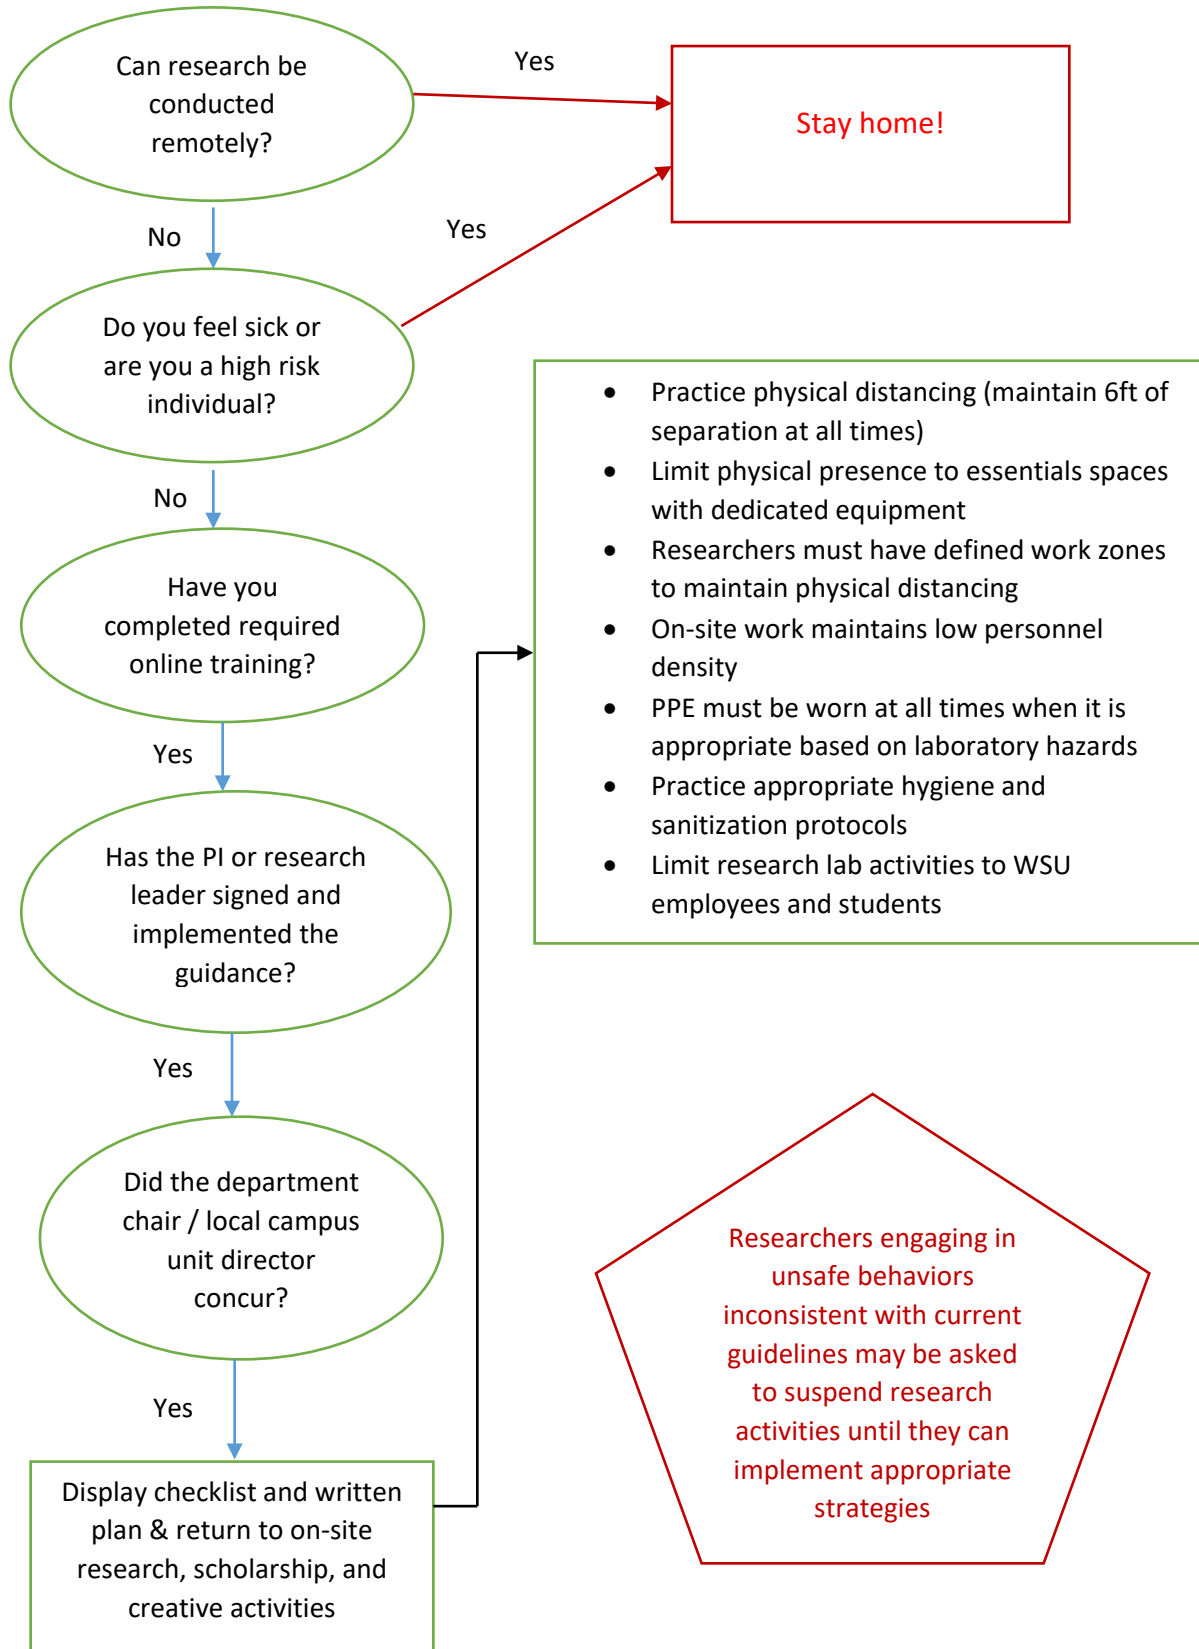 Can research be
conducted
remotely?
Yes
Stay home!
No
Yes
Do you feel sick or
are you a high risk
individual?
No
Have you
completed required
online training?
Yes
Has the PI or research
leader signed and
implemented the
guidance?
Yes
Did the department
chair / local campus
unit director
concur?
Yes
Display checklist and written
plan & return to on-site
research, scholarship, and
creative activities
• Practice physical distancing (maintain 6ft of
separation at all times)
• Limit physical presence to essentials spaces
with dedicated equipment
• Researchers must have defined work zones
to maintain physical distancing
• On-site work maintains low personnel
density
• PPE must be worn at all times when it is
appropriate based on laboratory hazards
• Practice appropriate hygiene and
sanitization protocols
• Limit research lab activities to WSU
employees and students
Researchers engaging in
unsafe behaviors
inconsistent with current
guidelines may be asked
to suspend research
activities until they can
implement appropriate
strategies